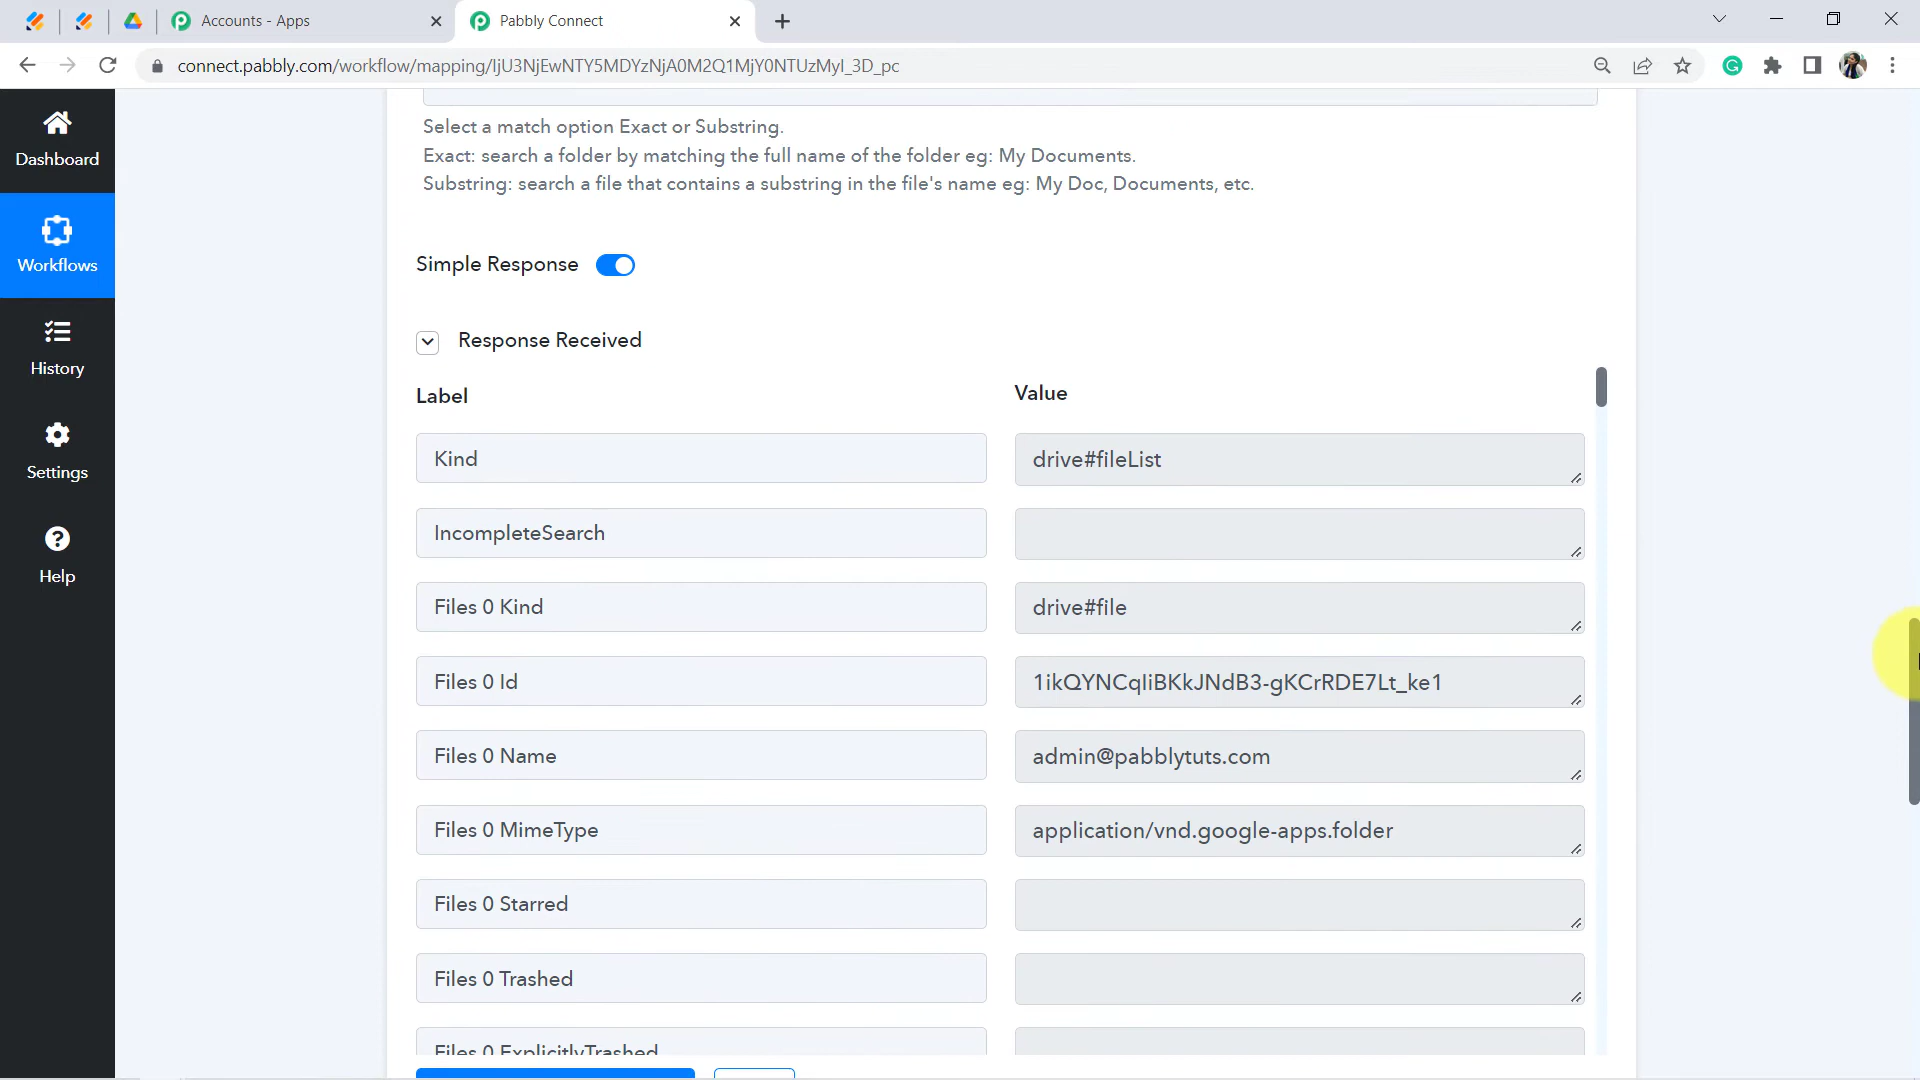 Accounts - Apps
Pabbly Connect
connect.pabbly.com/workflow/mapping/IjU3NjEwNTY5MDYzNjA0M2Q1MjY0NTUzMyI_3D_pc
Dashboard
Workflows
History
Settings
Help
Select a match option Exact or Substring.
Exact: search a folder by matching the full name of the folder eg: My Documents.
Substring: search a file that contains a substring in the file's name eg: My Doc, Documents, etc.
Simple Response
Response Received
Label
Value
Kind
drive#fileList
IncompleteSearch
Files 0 Kind
drive#file
Files 0 Id
1ikQYNCqIiBKkJNdB3-gKCrRDE7Lt_ke1
Files 0 Name
admin@pabblytuts.com
Files 0 MimeType
application/vnd.google-apps.folder
Files 0 Starred
Files 0 Trashed
Files 0 ExplicitlyTrashed